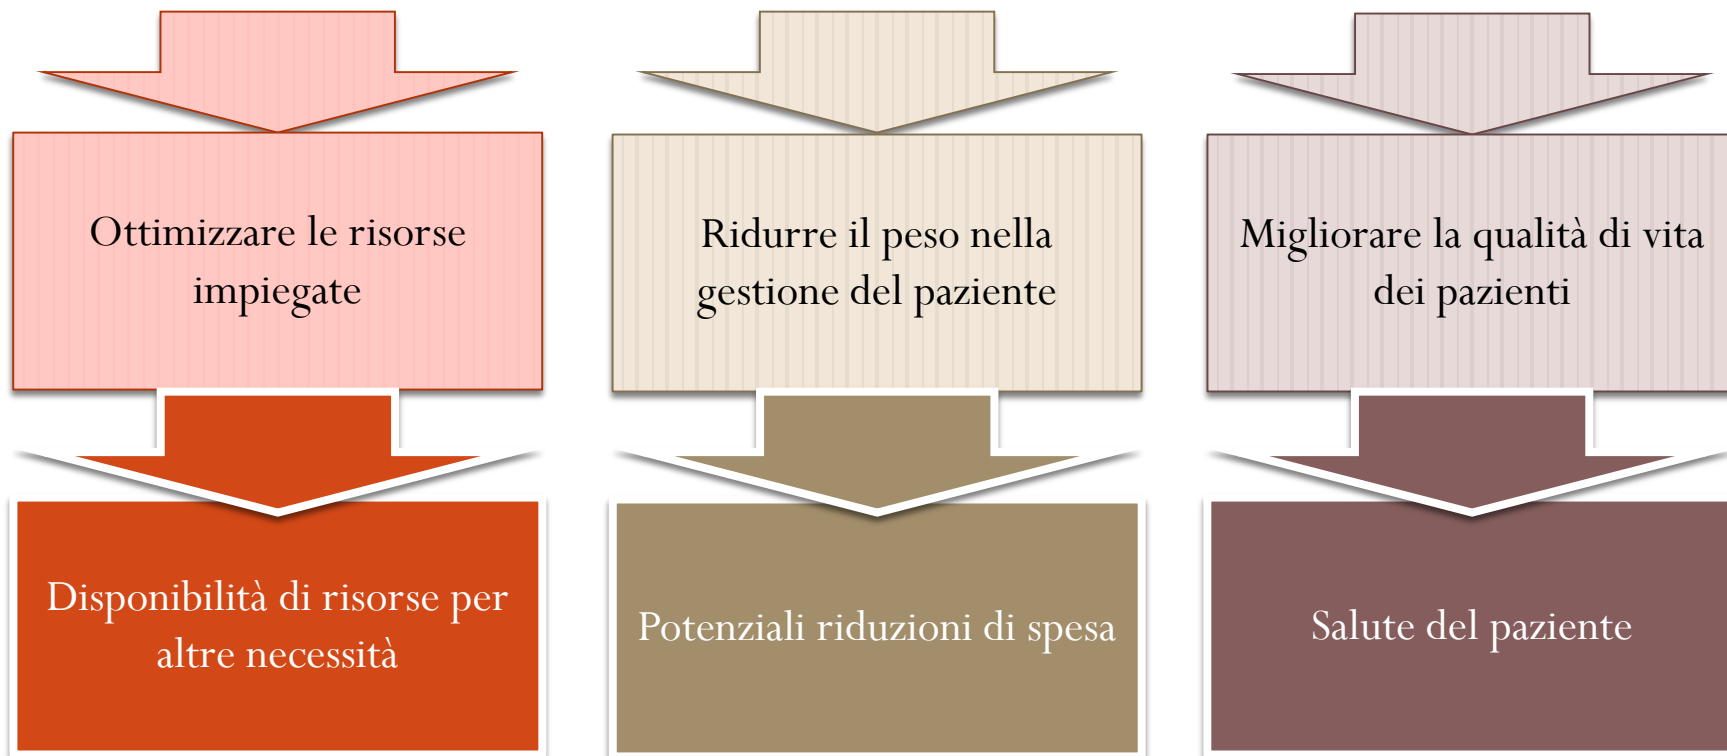 Ottimizzare le risorse
impiegate
Ridurre il peso nella
gestione del paziente
Migliorare la qualità di vita
dei pazienti
Disponibilità di risorse per
altre necessità
Potenziali riduzioni di spesa
Salute del paziente